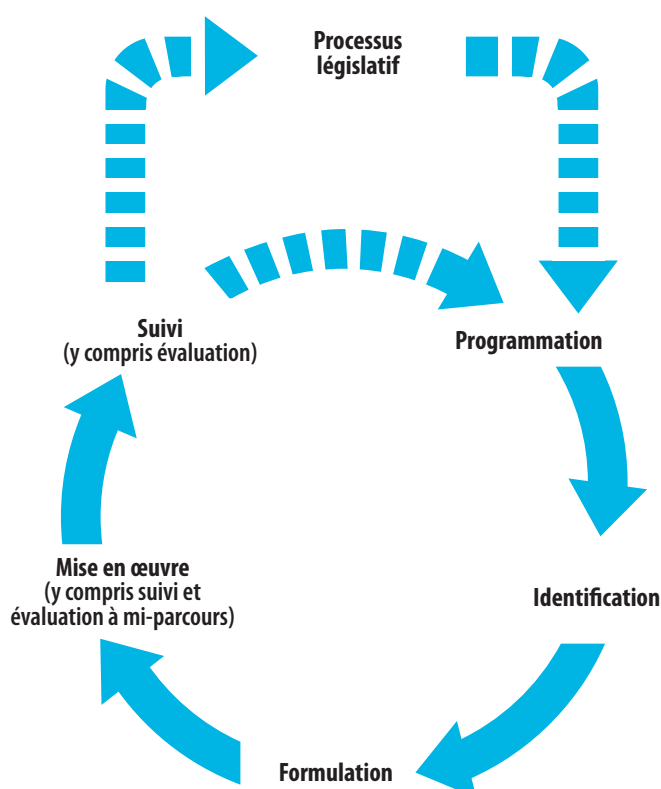 Processus
législatif
Suivi
(y compris évaluation)
Programmation
Mise en œuvre
(y compris suivi et
évaluation à mi-parcours)
Identification
Formulation